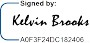 Signed by:
Kelvin Brooks
A0F3F24DC182406